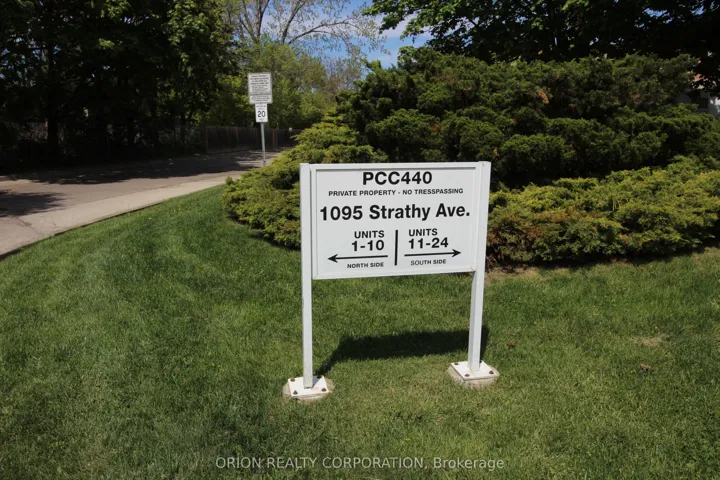 20
PCC440
PRIVATE PROPERTY - NO TRESSPASSING
1095 Strathy Ave.
UNITS
1-10
NORTH SIDE
UNITS
11-24
SOUTH SIDE
ORION REALTY CORPORATION, Brokerage